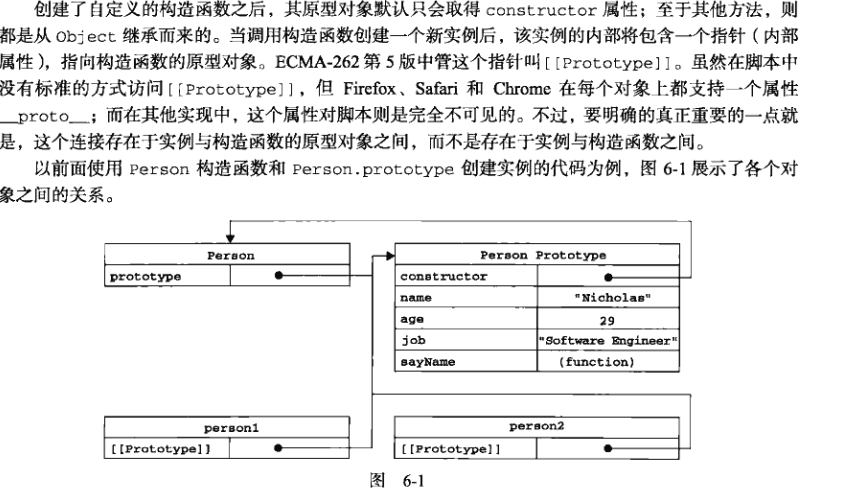 创建了自定义的构造函数之后，其原型对象默认只会取得 constructor 属性；至于其他方法，则
都是从 Object 继承而来的。当调用构造函数创建一个新实例后，该实例的内部将包含一个指针（内部
属性），指向构造函数的原型对象。ECMA-262 第 5 版中管这个指针叫[[Prototype]]。虽然在脚本中
没有标准的方式访问[[Prototype]]，但 Firefox、Safari 和 Chrome 在每个对象上都支持一个属性
__proto__；而在其他实现中，这个属性对脚本则是完全不可见的。不过，要明确的真正重要的一点就
是，这个连接存在于实例与构造函数的原型对象之间，而不是存在于实例与构造函数之间。
以前面使用 Person 构造函数和 Person.prototype 创建实例的代码为例，图 6-1 展示了各个对
象之间的关系。
Person
prototype
Person Prototype
constructor
name "Nicholas"
age 29
job "Software Engineer"
sayName (function)
person1
[[Prototype]]
person2
[[Prototype]]
图 6-1